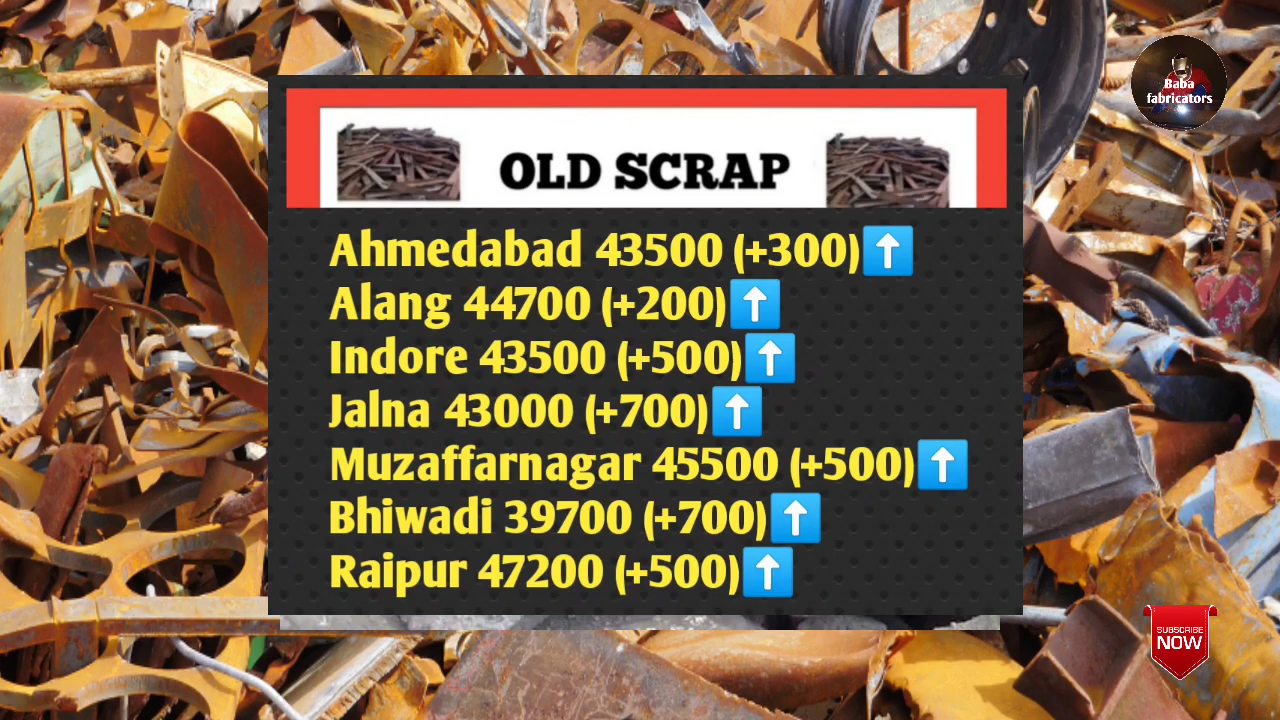 Baba
fabricators
OLD SCRAP
Ahmedabad 43500 (+300)⬆️
Alang 44700 (+200)⬆️
Indore 43500 (+500)⬆️
Jalna 43000 (+700)⬆️
Muzaffarnagar 45500 (+500)⬆️
Bhiwadi 39700 (+700)⬆️
Raipur 47200 (+500)⬆️
SUBSCRIBE
NOW